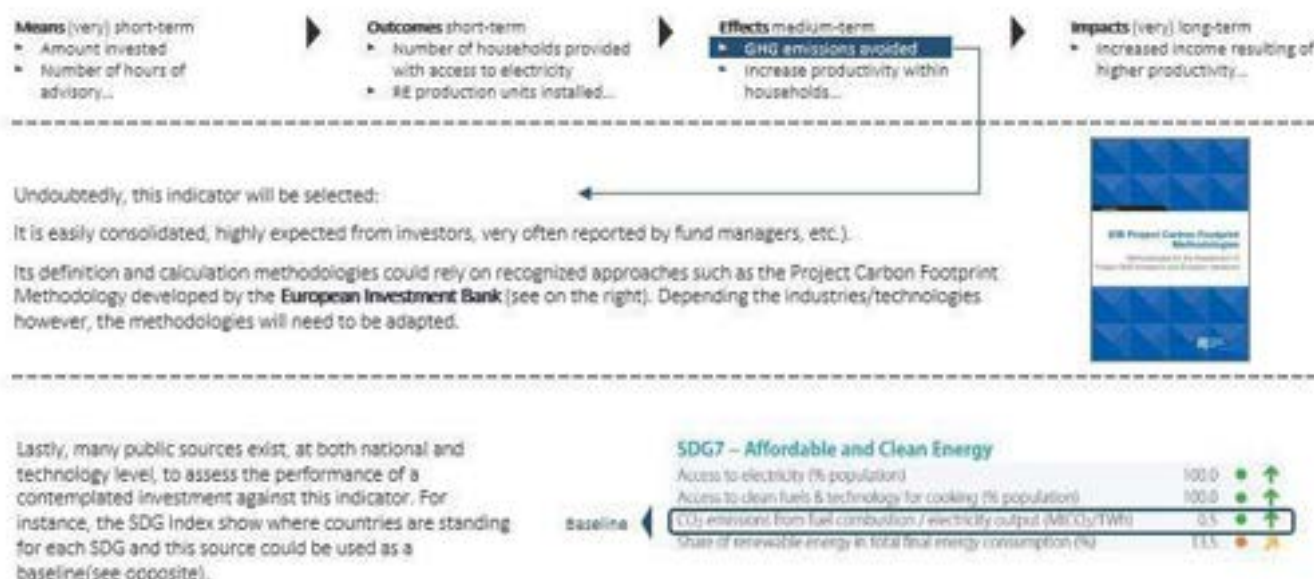 Means (very) short-term
Amount invested
Number of hours of
advisory...
Outcomes short-term
Number of households provided
with access to electricity
RE production units installed...
Effects medium-term
GHG emissions avoided
Increase productivity within
households...
Impacts (very) long-term
Increased income resulting of
higher productivity...
Undoubtedly, this indicator will be selected:
It is easily consolidated, highly expected from investors, very often reported by fund managers, etc.).
Its definition and calculation methodologies could rely on recognized approaches such as the Project Carbon Footprint
Methodology developed by the European Investment Bank (see on the right). Depending the industries/technologies
however, the methodologies will need to be adapted.
EIB Project Carbon Footprint
Methodologies
Lastly, many public sources exist, at both national and
technology level, to assess the performance of a
contemplated investment against this indicator. For
instance, the SDG Index show where countries are standing
for each SDG and this source could be used as a
baseline(see opposite).
Baseline
SDG7 – Affordable and Clean Energy
Access to electricity (% population) 100.0
Access to clean fuels & technology for cooking (% population) 100.0
CO₂ emissions from fuel combustion / electricity output (MtCO₂/TWh) 0.5
Share of renewable energy in total final energy consumption (%) 13.5